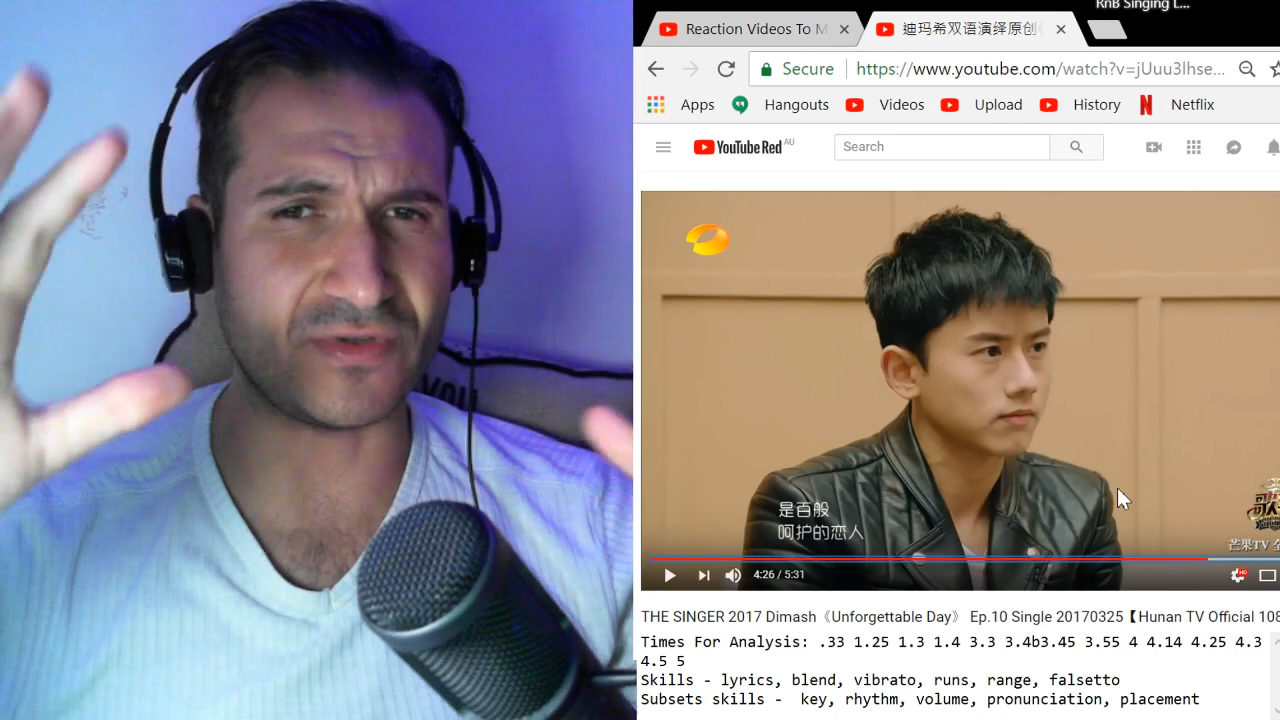 RnB Singing L...
Reaction Videos To M
迪玛希双语演绎原创
Secure https://www.youtube.com/watch?v=jUuu3lhse...
Apps Hangouts Videos Upload History Netflix
YouTube Red AU Search
YOU
是百般
呵护的恋人
歌
芒果TV 全
4:26 / 5:31 HD
THE SINGER 2017 Dimash《Unforgettable Day》 Ep.10 Single 20170325【Hunan TV Official 108
Times For Analysis: .33 1.25 1.3 1.4 3.3 3.4b3.45 3.55 4 4.14 4.25 4.3
4.5 5
Skills - lyrics, blend, vibrato, runs, range, falsetto
Subsets skills - key, rhythm, volume, pronunciation, placement